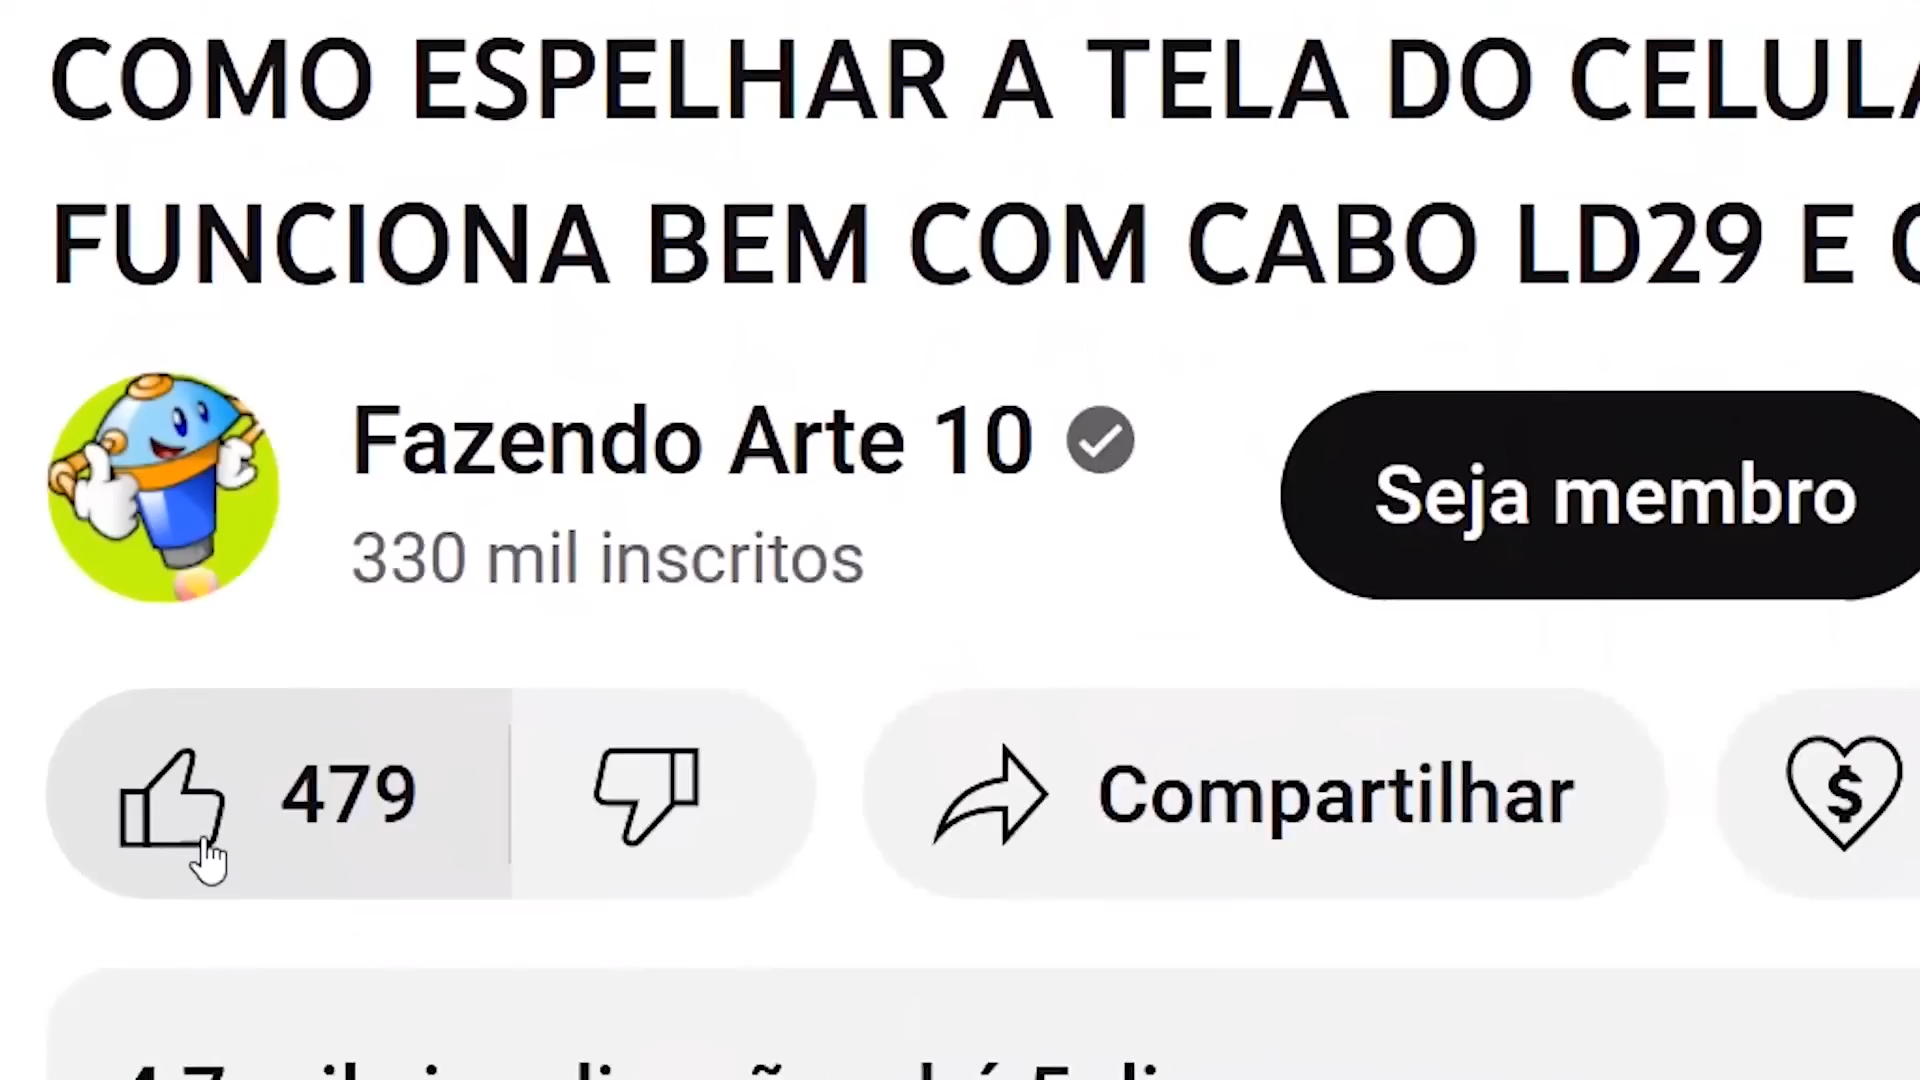 COMO ESPELHAR A TELA DO CELULA
FUNCIONA BEM COM CABO LD29 E
Fazendo Arte 10
330 mil inscritos
Seja membro
479
Compartilhar
$